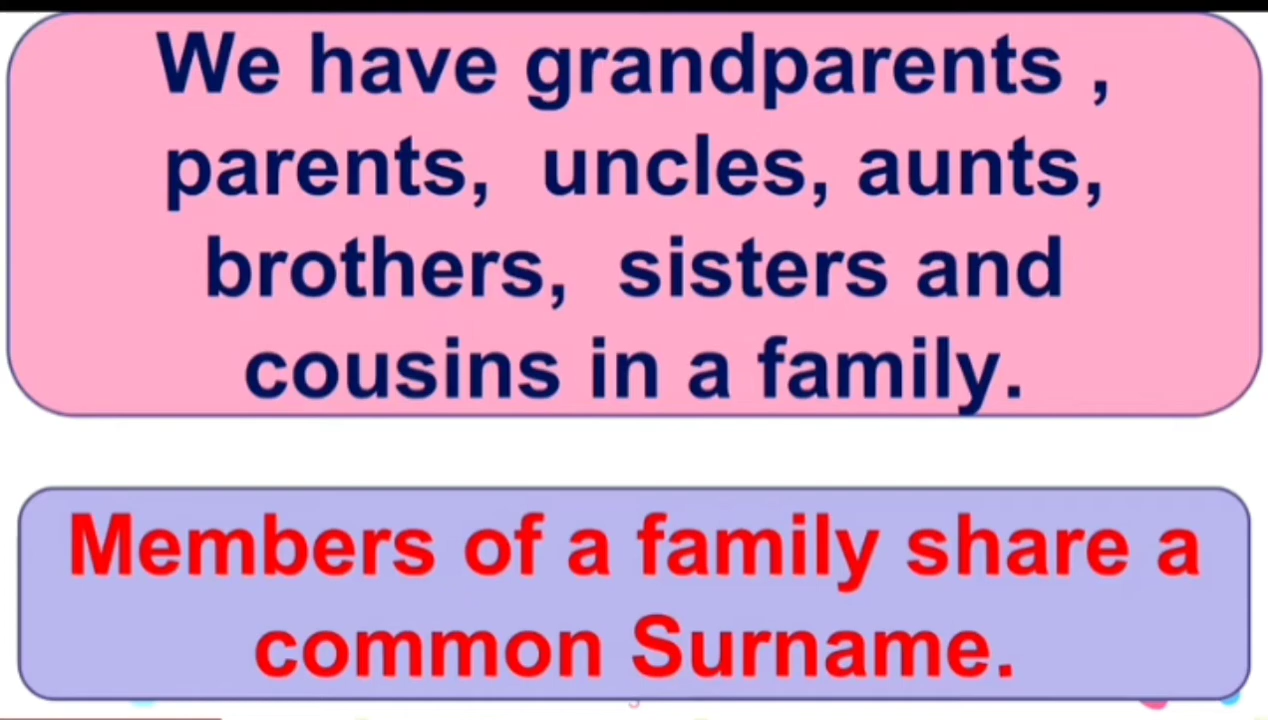 We have grandparents ,
parents, uncles, aunts,
brothers, sisters and
cousins in a family.
Members of a family share a
common Surname.